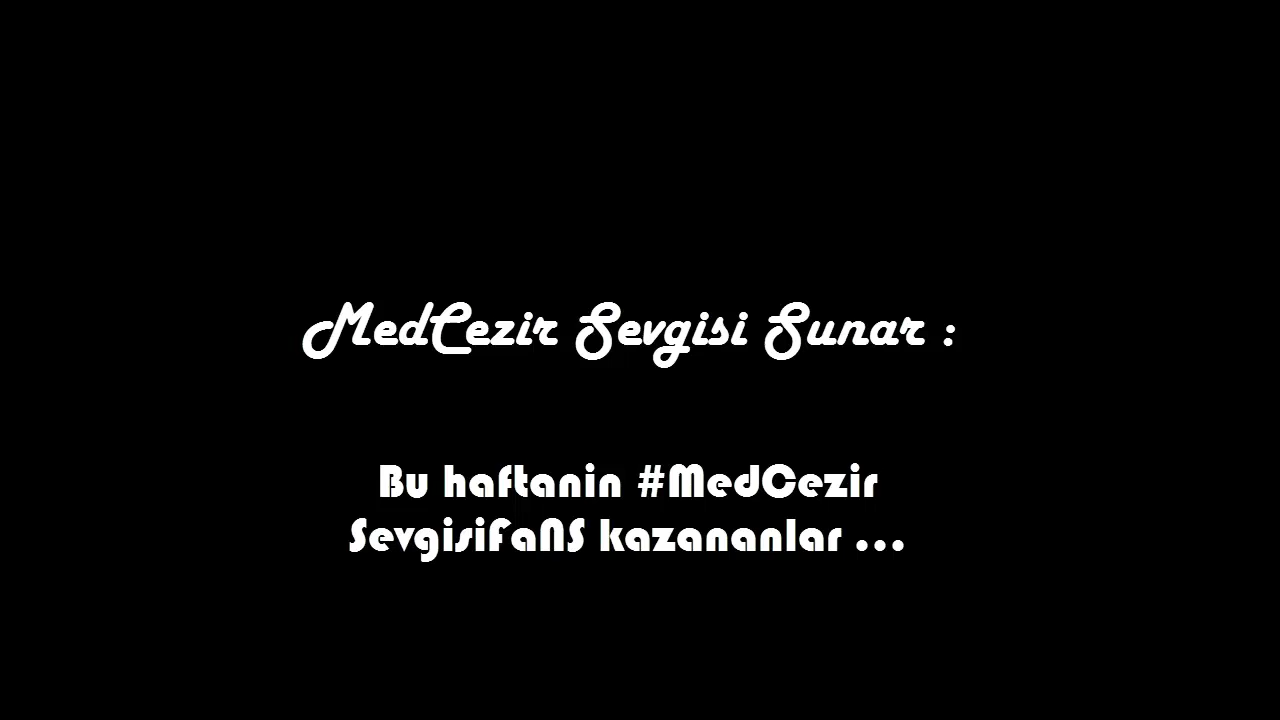 MedCezir Sevgisi Sunar :
Bu haftanin #MedCezir
SevgisiFaNS kazananlar ...